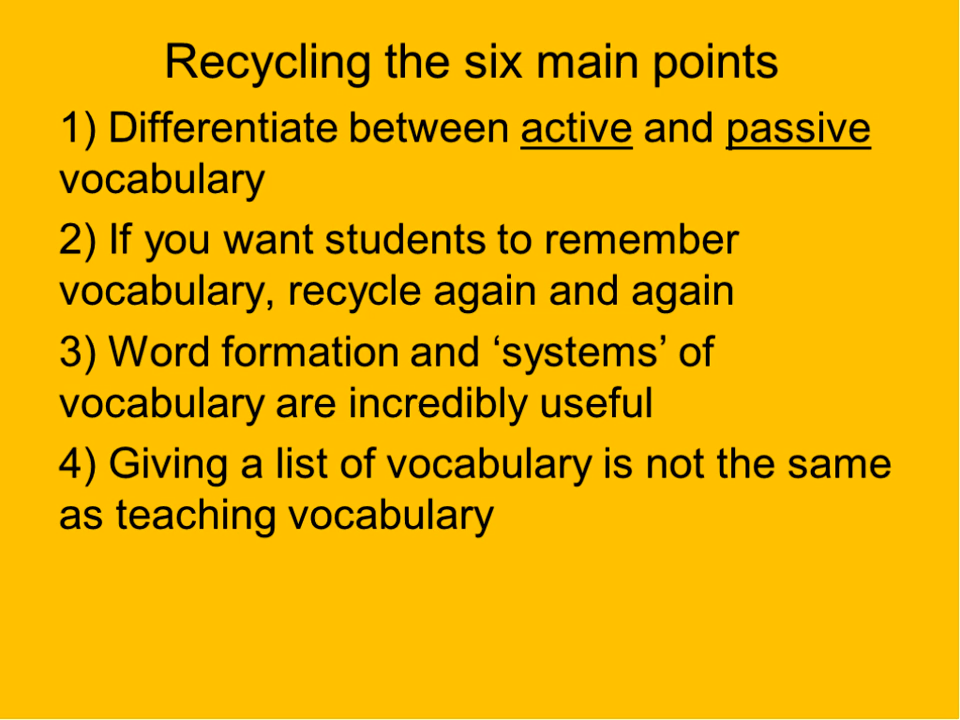 Recycling the six main points
1) Differentiate between active and passive
vocabulary
2) If you want students to remember
vocabulary, recycle again and again
3) Word formation and ‘systems’ of
vocabulary are incredibly useful
4) Giving a list of vocabulary is not the same
as teaching vocabulary